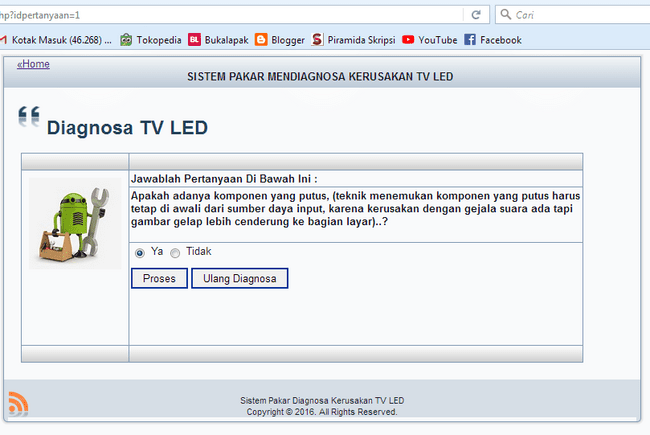 hp?idpertanyaan=1
Cari
Kotak Masuk (46.268) ...
Tokopedia
BL Bukalapak
Blogger
Piramida Skripsi
YouTube
Facebook
«Home
SISTEM PAKAR MENDIAGNOSA KERUSAKAN TV LED
Diagnosa TV LED
Jawablah Pertanyaan Di Bawah Ini :
Apakah adanya komponen yang putus, (teknik menemukan komponen yang putus harus
tetap di awali dari sumber daya input, karena kerusakan dengan gejala suara ada tapi
gambar gelap lebih cenderung ke bagian layar)..?
Ya Tidak
Proses Ulang Diagnosa
Sistem Pakar Diagnosa Kerusakan TV LED
Copyright © 2016. All Rights Reserved.